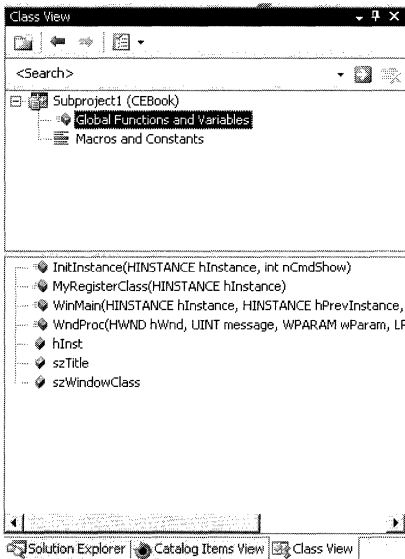 Class View
<Search>
Subproject1 (CEBook)
Global Functions and Variables
Macros and Constants
InitInstance(HINSTANCE hInstance, int nCmdShow)
MyRegisterClass(HINSTANCE hInstance)
WinMain(HINSTANCE hInstance, HINSTANCE hPrevInstance,
WndProc(HWND hWnd, UINT message, WPARAM wParam, LP
hInst
szTitle
szWindowClass
Solution Explorer Catalog Items View Class View